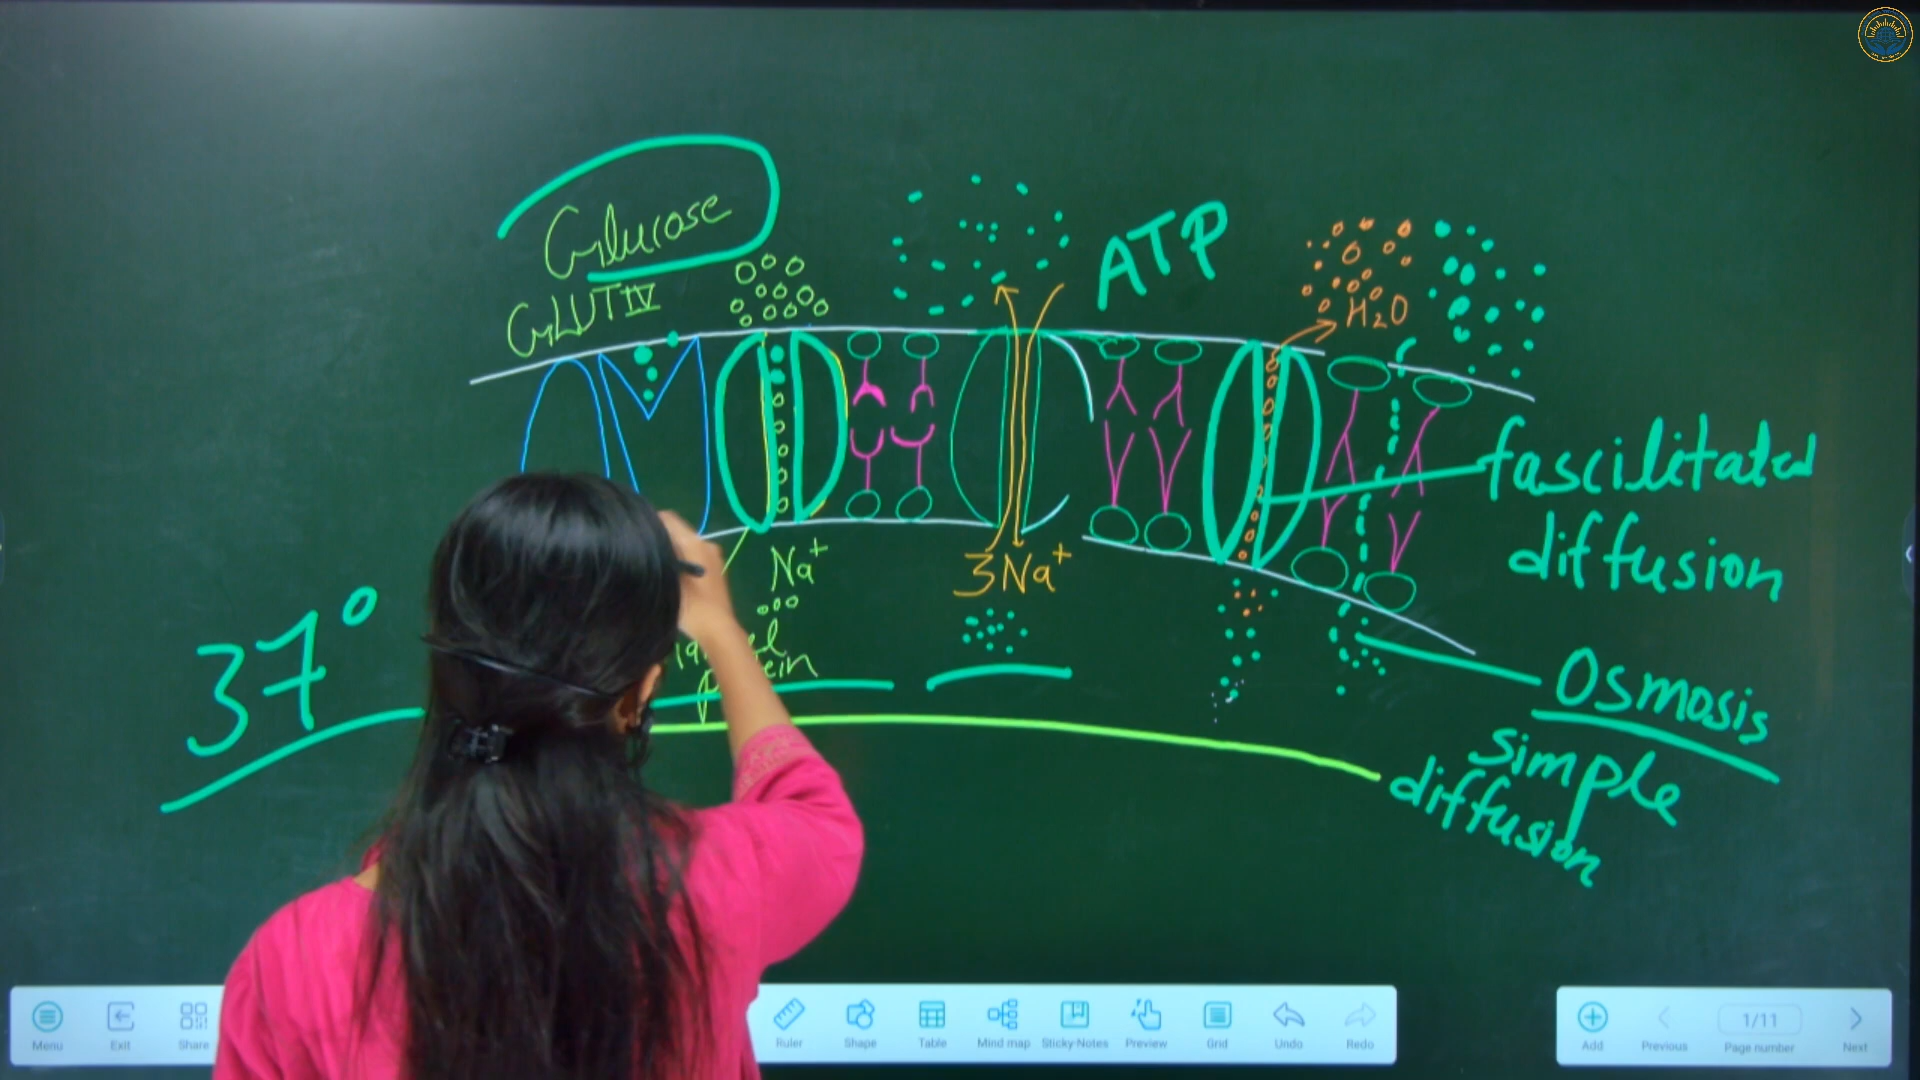 Glucose
GLUT IV
ATP
H2O
fascilitated
diffusion
Na+
3Na+
37°
protein
Osmosis
simple
diffusion
Menu
Exit
Share
Ruler
Shape
Table
Mind map
Sticky Notes
Preview
Grid
Undo
Redo
Add
Previous
1/11
Page number
Next